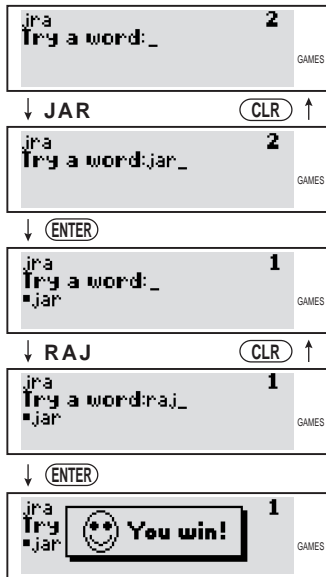 jra 2
Try a word:_
GAMES
↓ JAR CLR ↑
jra 2
Try a word:jar_
GAMES
↓ ENTER
jra 1
Try a word:_
▪jar
GAMES
↓ RAJ CLR ↑
jra 1
Try a word:raj_
▪jar
GAMES
↓ ENTER
jra 1
Try You win!
▪jar
GAMES